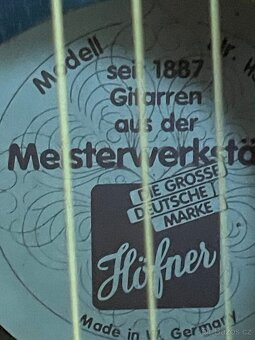 Modell
seit 1887
Gitarren
aus der
Meisterwerkstä
DIE GROSSE
DEUTSCHE
MARKE
Höfner
Made in W. Germany